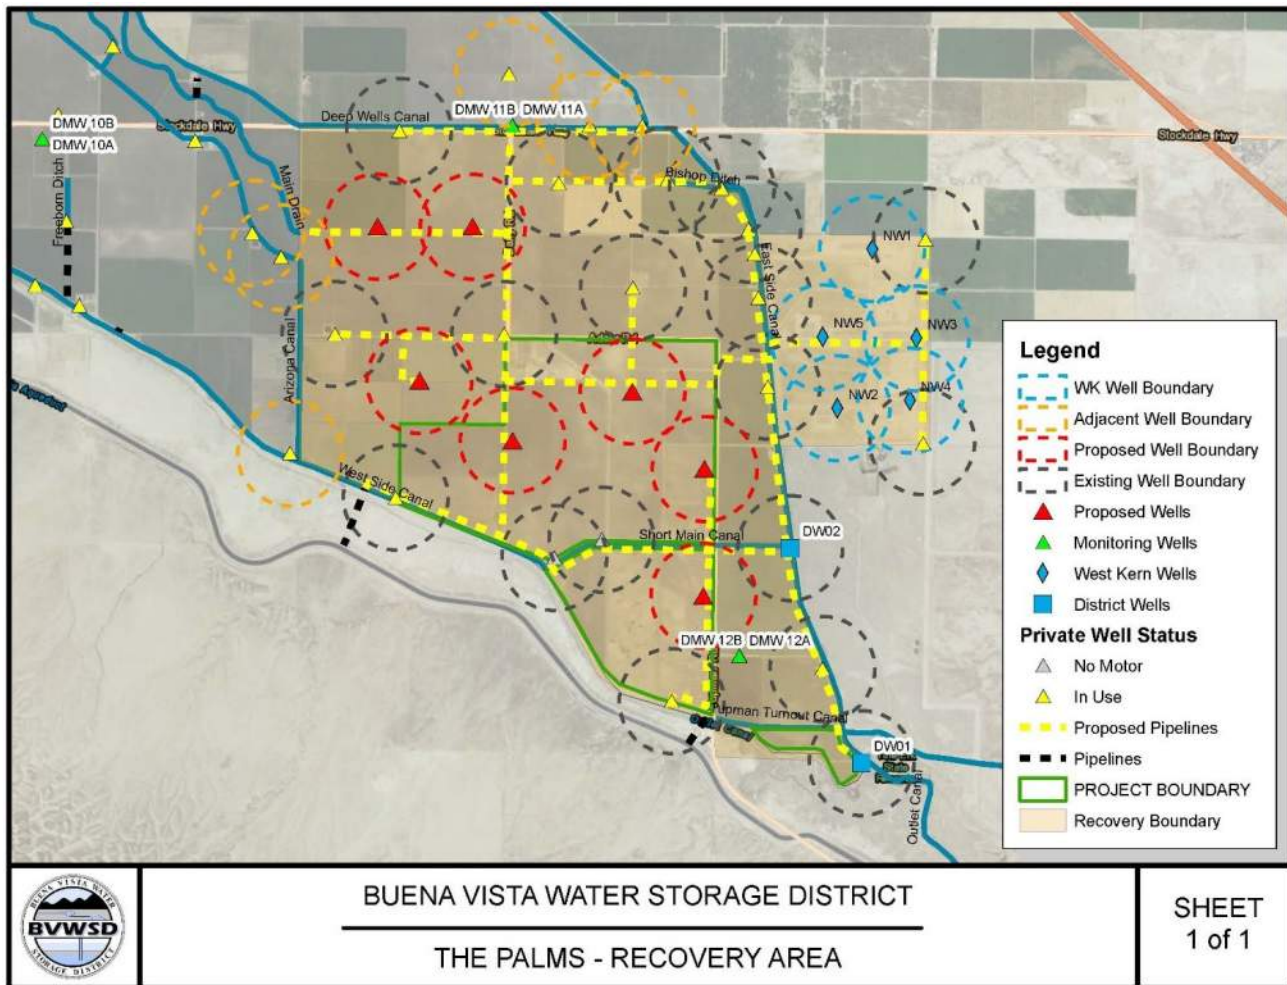 DMW 10B
DMW 10A
Stockdale Hwy
Deep Wells Canal
DMW 11B
DMW 11A
Stockdale Hwy
Freeborn Ditch
Main Drain
Bishop Ditch
East Side Canal
NW1
NW5
NW3
NW2
NW4
Arizona Canal
West Side Canal
Short Main Canal
DW02
DMW 12B
DMW 12A
Turnout Canal
DW01
Outlet Canal
Legend
WK Well Boundary
Adjacent Well Boundary
Proposed Well Boundary
Existing Well Boundary
Proposed Wells
Monitoring Wells
West Kern Wells
District Wells
Private Well Status
No Motor
In Use
Proposed Pipelines
Pipelines
PROJECT BOUNDARY
Recovery Boundary
BUENA VISTA WATER
BVWSD
STORAGE DISTRICT
BUENA VISTA WATER STORAGE DISTRICT
THE PALMS - RECOVERY AREA
SHEET
1 of 1